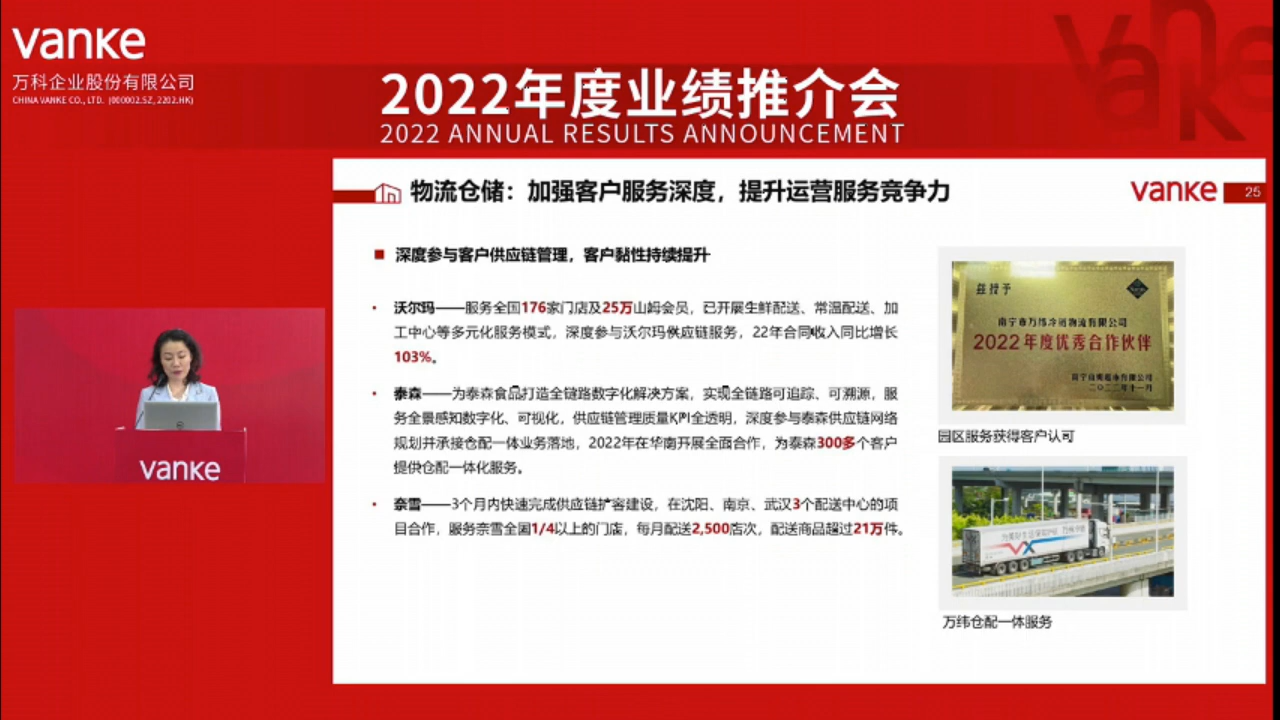 vanke
万科企业股份有限公司
CHINA VANKE CO., LTD. (000002.SZ, 2202.HK)
vanke
2022年度业绩推介会
2022 ANNUAL RESULTS ANNOUNCEMENT
物流仓储：加强客户服务深度，提升运营服务竞争力
vanke
25
深度参与客户供应链管理，客户黏性持续提升
沃尔玛——服务全国176家门店及25万山姆会员，已开展生鲜配送、常温配送、加
工中心等多元化服务模式，深度参与沃尔玛供应链服务，22年合同收入同比增长
103%。
泰森——为泰森食品打造全链路数字化解决方案，实现全链路可追踪、可溯源，服
务全景感知数字化、可视化，供应链管理质量KPI全透明，深度参与泰森供应链网络
规划并承接仓配一体业务落地，2022年在华南开展全面合作，为泰森300多个客户
提供仓配一体化服务。
奈雪——3个月内快速完成供应链扩容建设，在沈阳、南京、武汉3个配送中心的项
目合作，服务奈雪全国1/4以上的门店，每月配送2,500店次，配送商品超过21万件。
兹授予
南宁市万纬冷链物流有限公司
2022年度优秀合作伙伴
二〇二二年十一月
园区服务获得客户认可
VX
万纬仓配一体服务
vanke